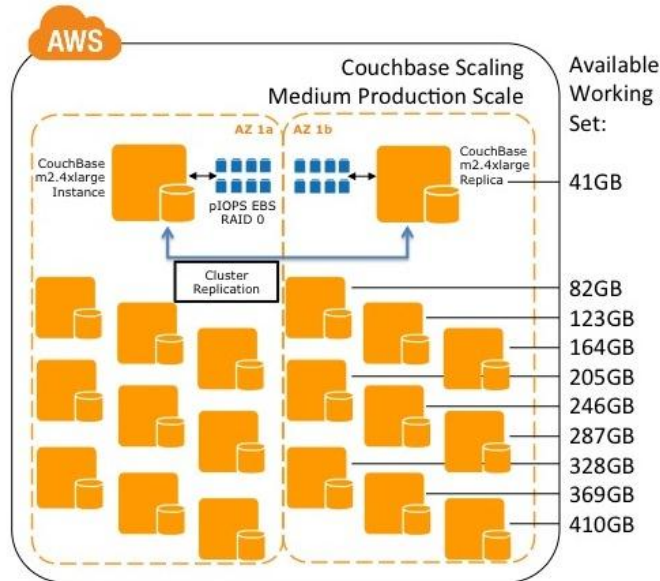 AWS
Couchbase Scaling
Medium Production Scale
Available
Working
Set:
AZ 1a
AZ 1b
CouchBase
m2.4xlarge
Instance
pIOPS EBS
RAID 0
CouchBase
m2.4xlarge
Replica
41GB
Cluster
Replication
82GB
123GB
164GB
205GB
246GB
287GB
328GB
369GB
410GB